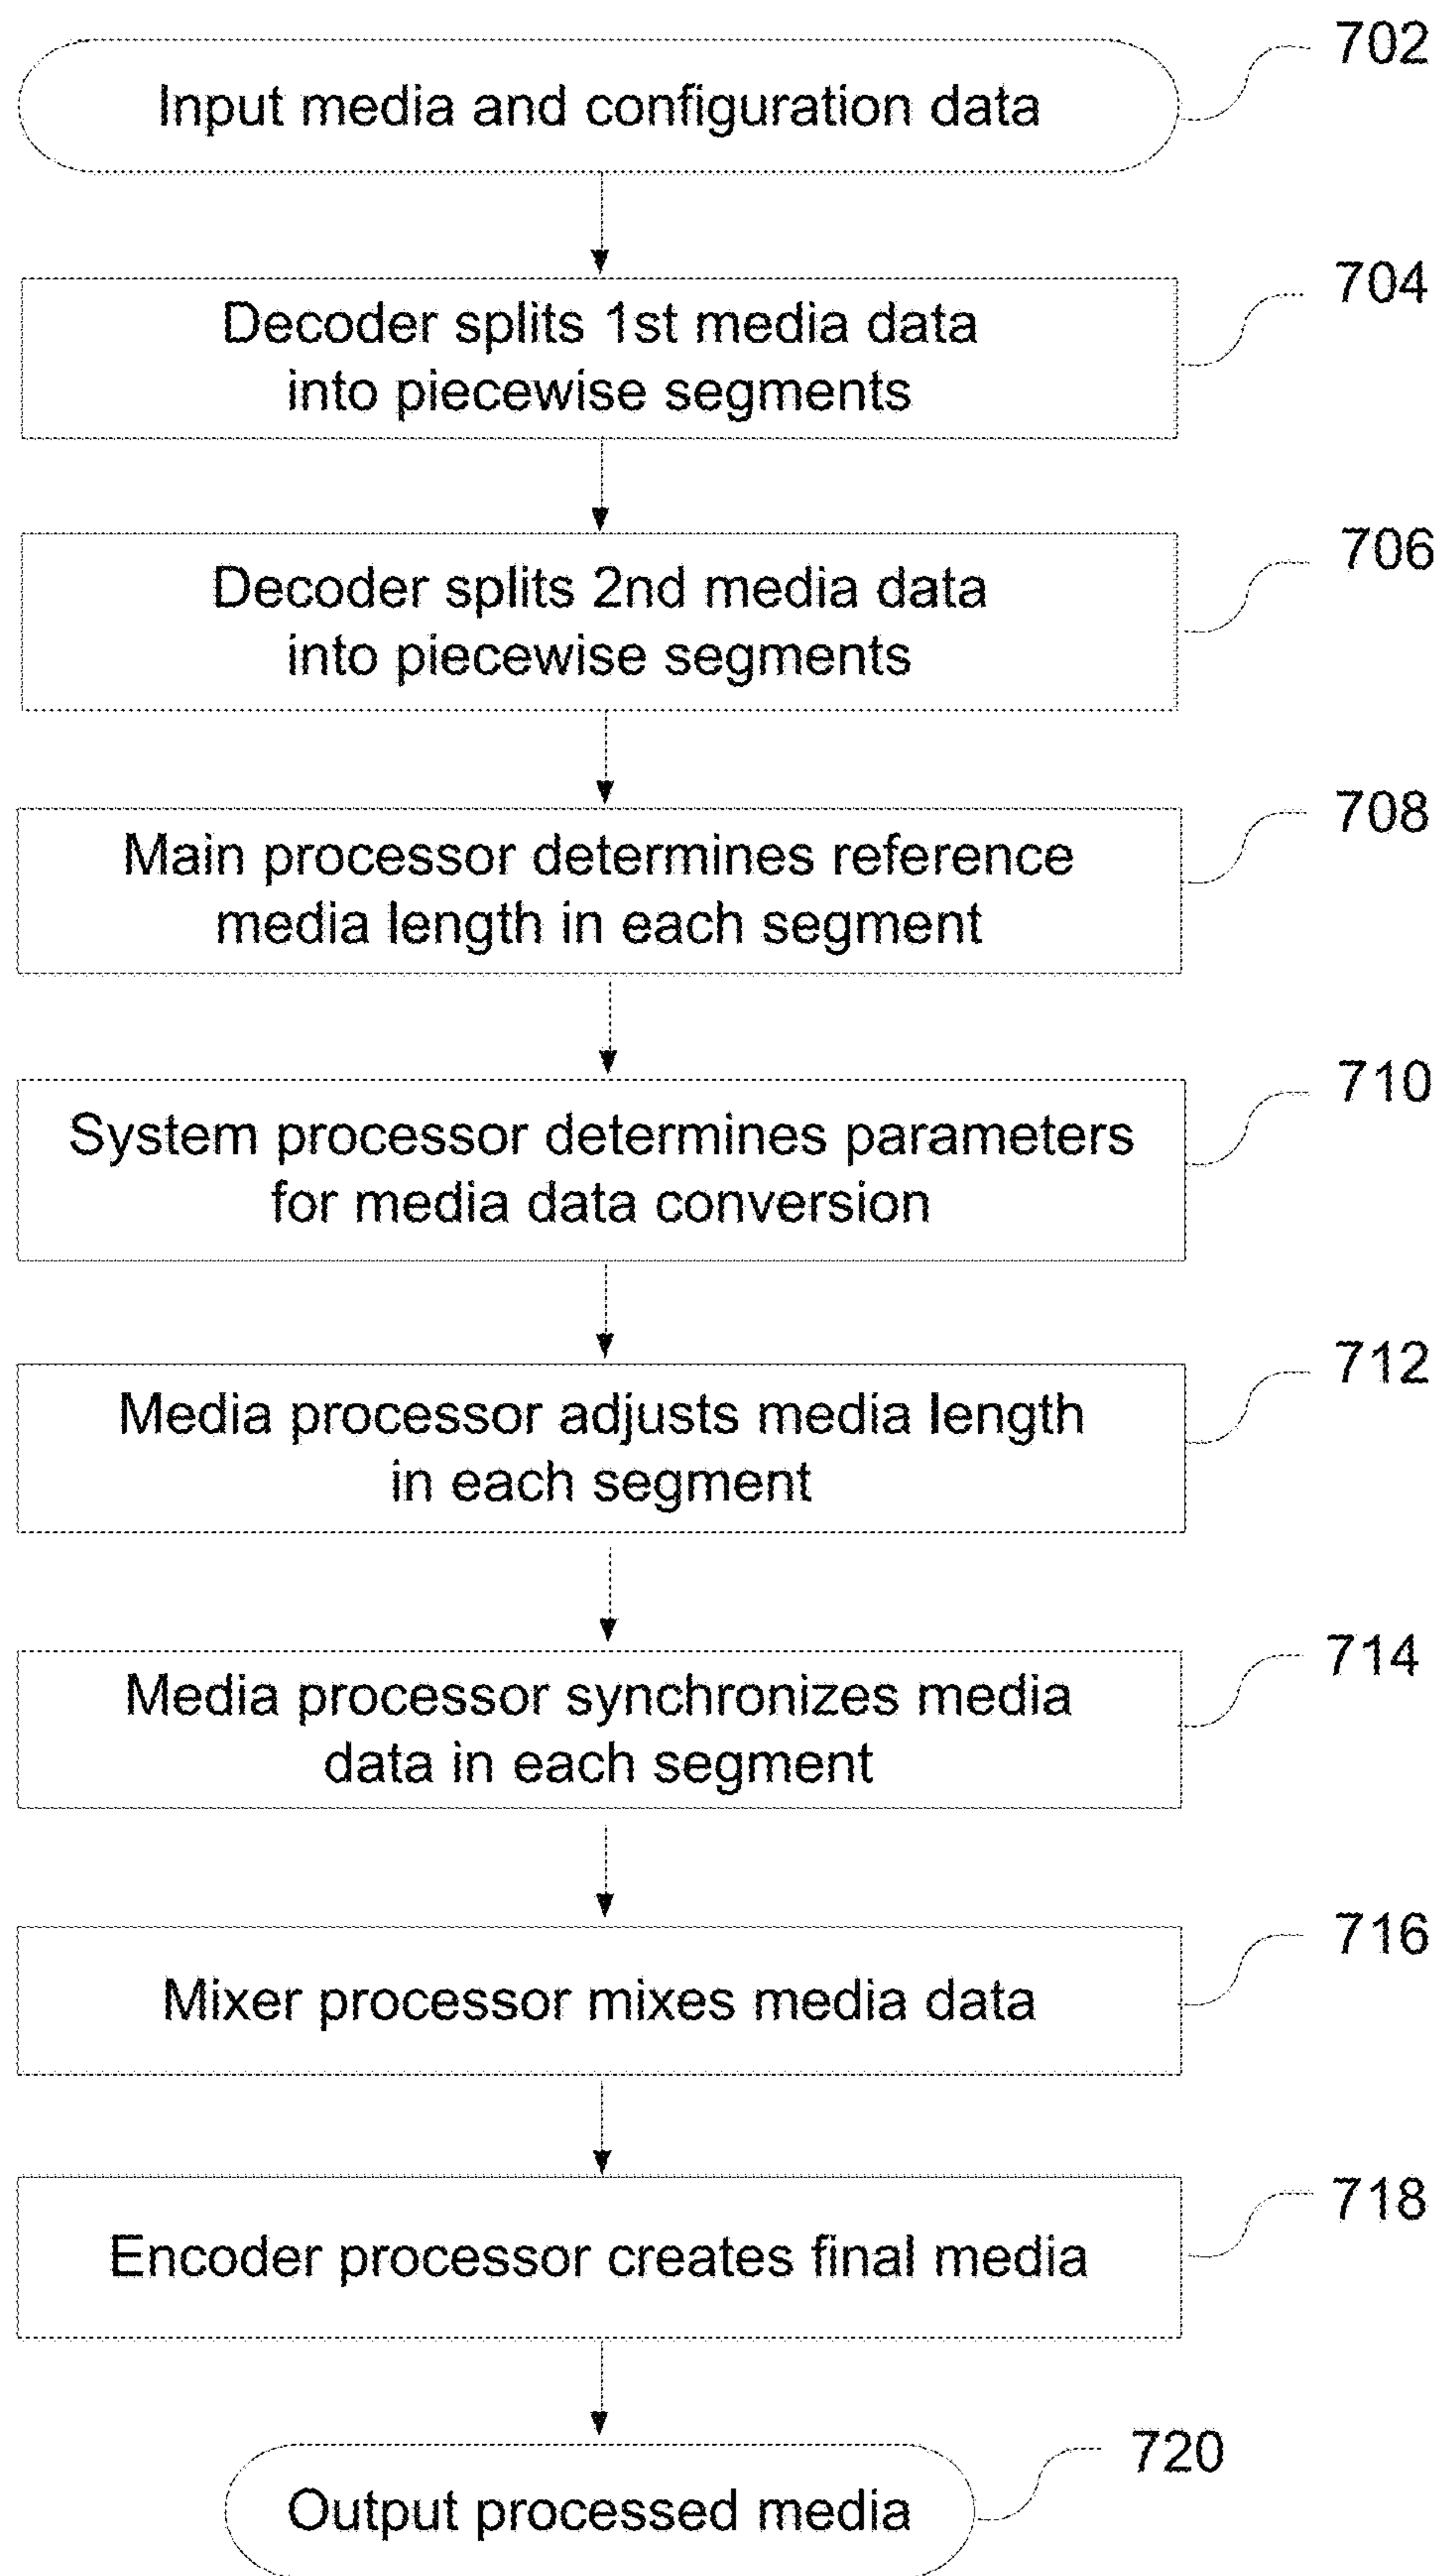 Input media and configuration data
702
Decoder splits 1st media data
into piecewise segments
704
Decoder splits 2nd media data
into piecewise segments
706
Main processor determines reference
media length in each segment
708
System processor determines parameters
for media data conversion
710
Media processor adjusts media length
in each segment
712
Media processor synchronizes media
data in each segment
714
Mixer processor mixes media data
716
Encoder processor creates final media
718
Output processed media
720